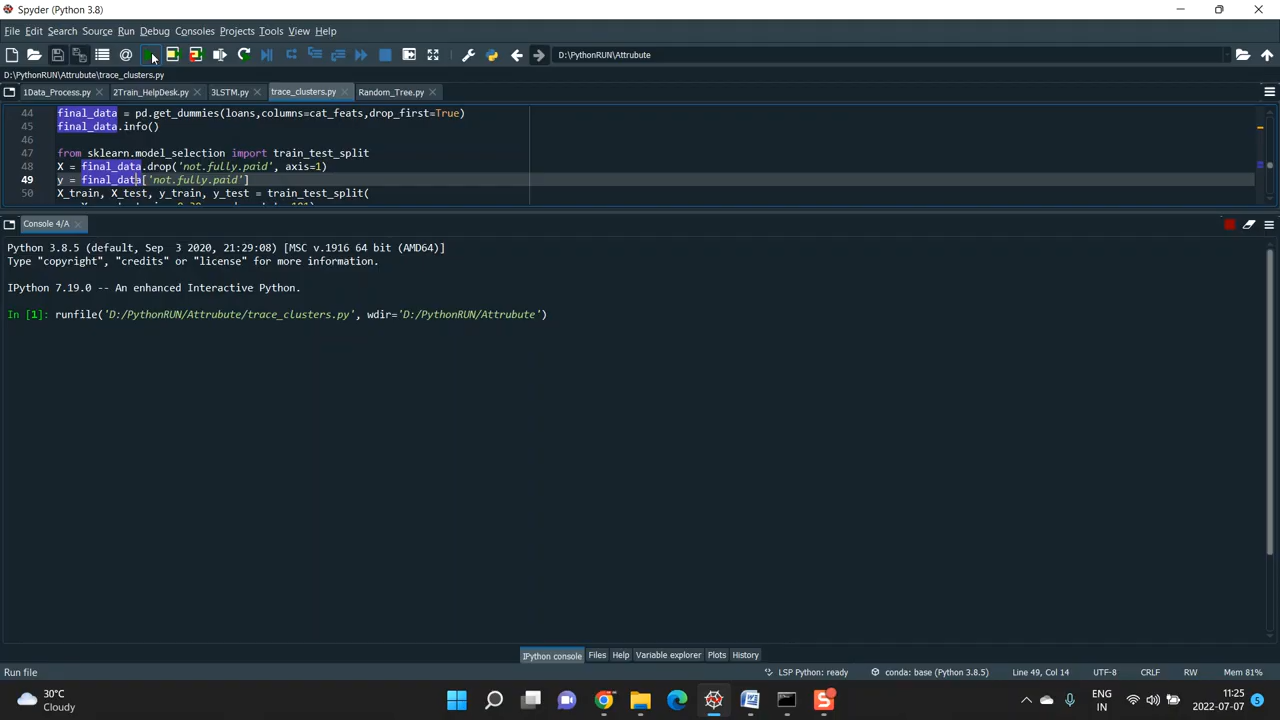 Spyder (Python 3.8)
File Edit Search Source Run Debug Consoles Projects Tools View Help
D:\PythonRUN\Attrubute
D:\PythonRUN\Attrubute\trace_clusters.py
1Data_Process.py 2Train_HelpDesk.py 3LSTM.py trace_clusters.py Random_Tree.py
44 final_data = pd.get_dummies(loans,columns=cat_feats,drop_first=True)
45 final_data.info()
46
47 from sklearn.model_selection import train_test_split
48 X = final_data.drop('not.fully.paid', axis=1)
49 y = final_data['not.fully.paid']
50 X_train, X_test, y_train, y_test = train_test_split(
Console 4/A
Python 3.8.5 (default, Sep 3 2020, 21:29:08) [MSC v.1916 64 bit (AMD64)]
Type "copyright", "credits" or "license" for more information.
IPython 7.19.0 -- An enhanced Interactive Python.
In [1]: runfile('D:/PythonRUN/Attrubute/trace_clusters.py', wdir='D:/PythonRUN/Attrubute')
IPython console Files Help Variable explorer Plots History
Run file LSP Python: ready conda: base (Python 3.8.5) Line 49, Col 14 UTF-8 CRLF RW Mem 81%
30°C
Cloudy
ENG
IN
11:25
2022-07-07
5